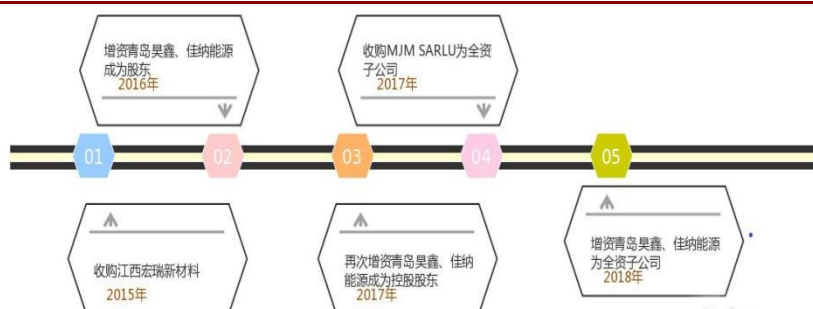 增资青岛昊鑫、佳纳能源
成为股东
2016年
收购MJM SARLU为全资
子公司
2017年
01
02
03
04
05
收购江西宏瑞新材料
2015年
再次增资青岛昊鑫、佳纳
能源成为控股股东
2017年
增资青岛昊鑫、佳纳能源
为全资子公司
2018年